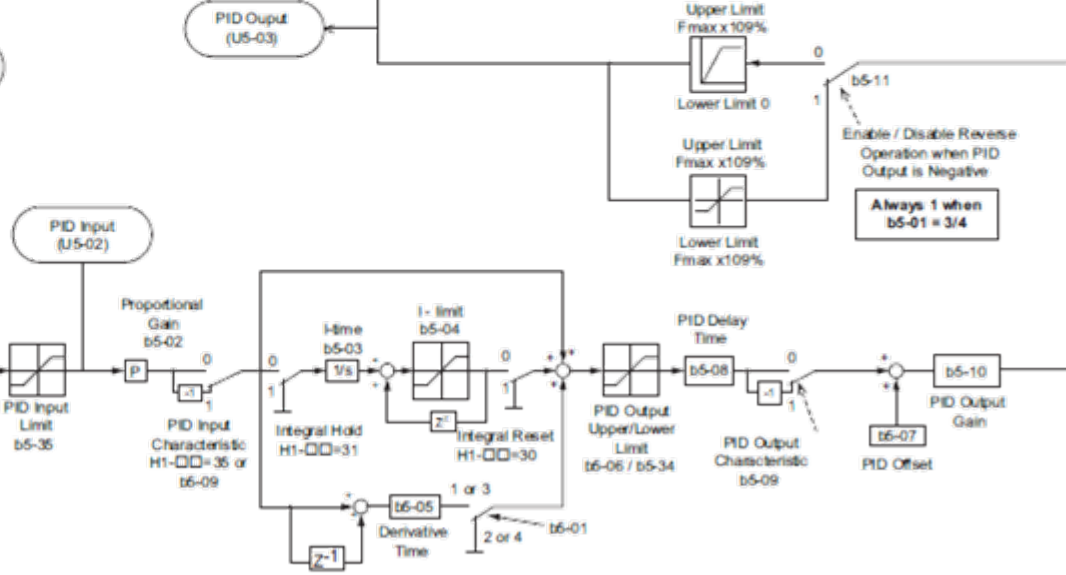 PID Ouput
(U5-03)
Upper Limit
Fmax x109%
Lower Limit 0
0
1
b5-11
Enable / Disable Reverse
Operation when PID
Output is Negative
Always 1 when
b5-01 = 3/4
Upper Limit
Fmax x109%
Lower Limit
Fmax x109%
PID Input
(U5-02)
PID Input
Limit
b5-35
Proportional
Gain
b5-02
P
-1
0
1
PID Input
Characteristic
H1-□□=35 or
b5-09
0
1
I-time
b5-03
1/s
Integral Hold
H1-□□=31
I - limit
b5-04
0
1
Integral Reset
H1-□□=30
Z-1
b5-05
Derivative
Time
1 or 3
2 or 4
b5-01
PID Output
Upper/Lower
Limit
b5-06 / b5-34
PID Delay
Time
b5-08
-1
0
1
PID Output
Characteristic
b5-09
b5-07
PID Offset
b5-10
PID Output
Gain